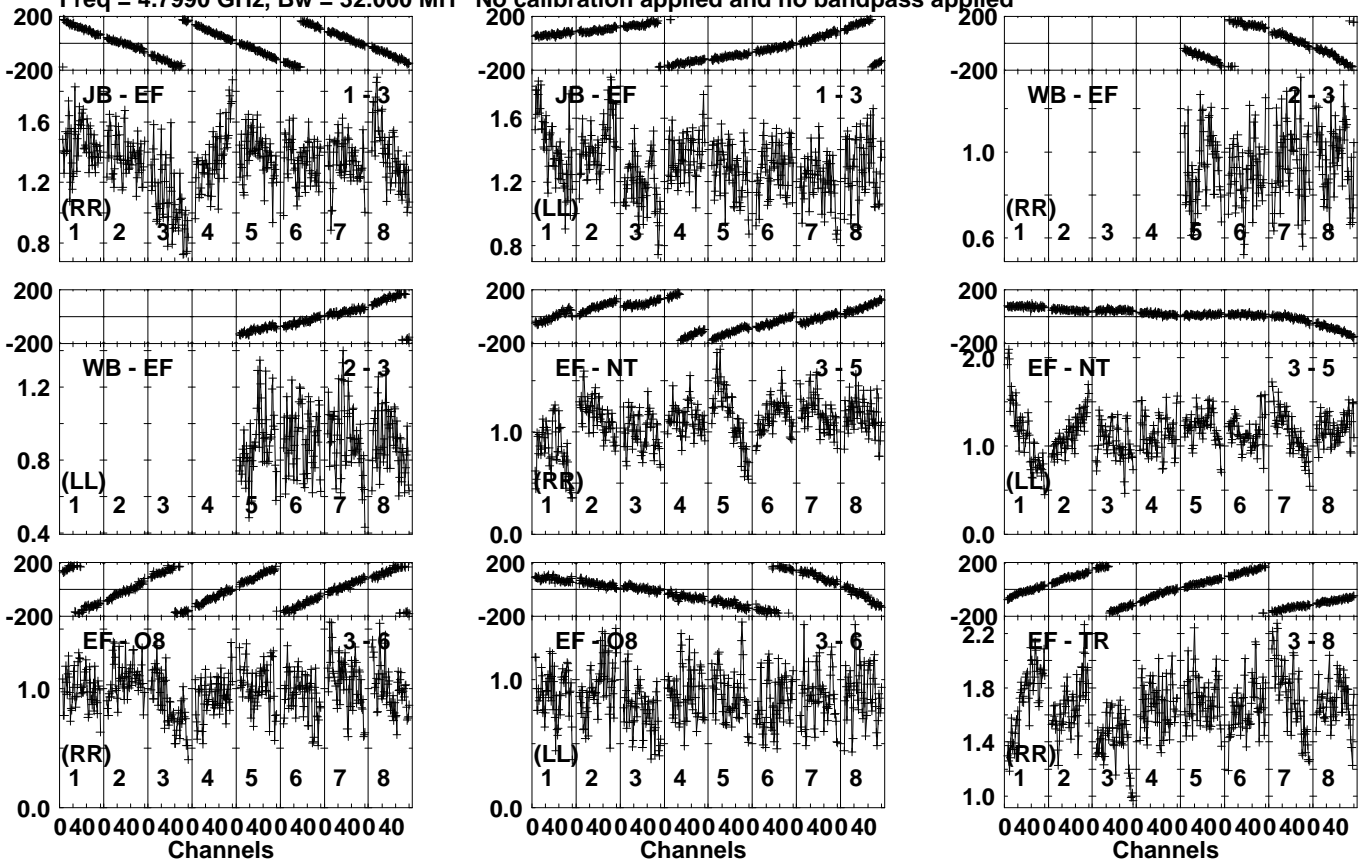 Freq = 4.7990 GHz, Bw = 32.000 MH No calibration applied and no bandpass applied
200
-200
JB - EF 1 - 3
1.6
1.2
0.8
(RR)
1 2 3 4 5 6 7 8
200
-200
JB - EF 1 - 3
1.6
1.2
0.8
(LL)
1 2 3 4 5 6 7 8
200
-200
WB - EF 2 - 3
1.0
0.6
(RR)
1 2 3 4 5 6 7 8
200
-200
WB - EF 2 - 3
1.2
0.8
0.4
(LL)
1 2 3 4 5 6 7 8
200
-200
EF - NT 3 - 5
1.0
0.0
(RR)
1 2 3 4 5 6 7 8
200
-200
2.0
EF - NT 3 - 5
1.0
0.0
(LL)
1 2 3 4 5 6 7 8
200
-200
EF - O8 3 - 6
1.0
0.0
(RR)
1 2 3 4 5 6 7 8
0 40 0 40 0 40 0 40 0 40 0 40 0 40 0 40
Channels
200
-200
EF - O8 3 - 6
1.0
0.0
(LL)
1 2 3 4 5 6 7 8
0 40 0 40 0 40 0 40 0 40 0 40 0 40 0 40
Channels
200
-200
2.2
EF - TR 3 - 8
1.8
1.4
1.0
(RR)
1 2 3 4 5 6 7 8
0 40 0 40 0 40 0 40 0 40 0 40 0 40 0 40
Channels